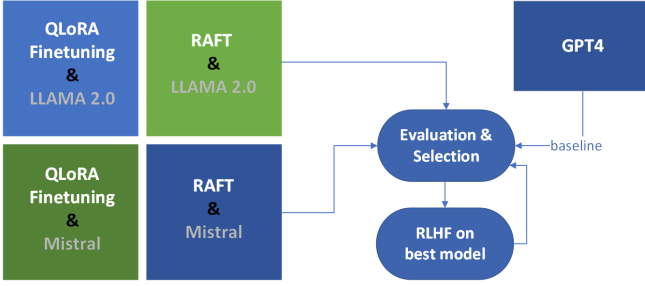 QLoRA
Finetuning
&
LLAMA 2.0
RAFT
&
LLAMA 2.0
GPT4
Evaluation &
Selection
baseline
QLoRA
Finetuning
&
Mistral
RAFT
&
Mistral
RLHF on
best model